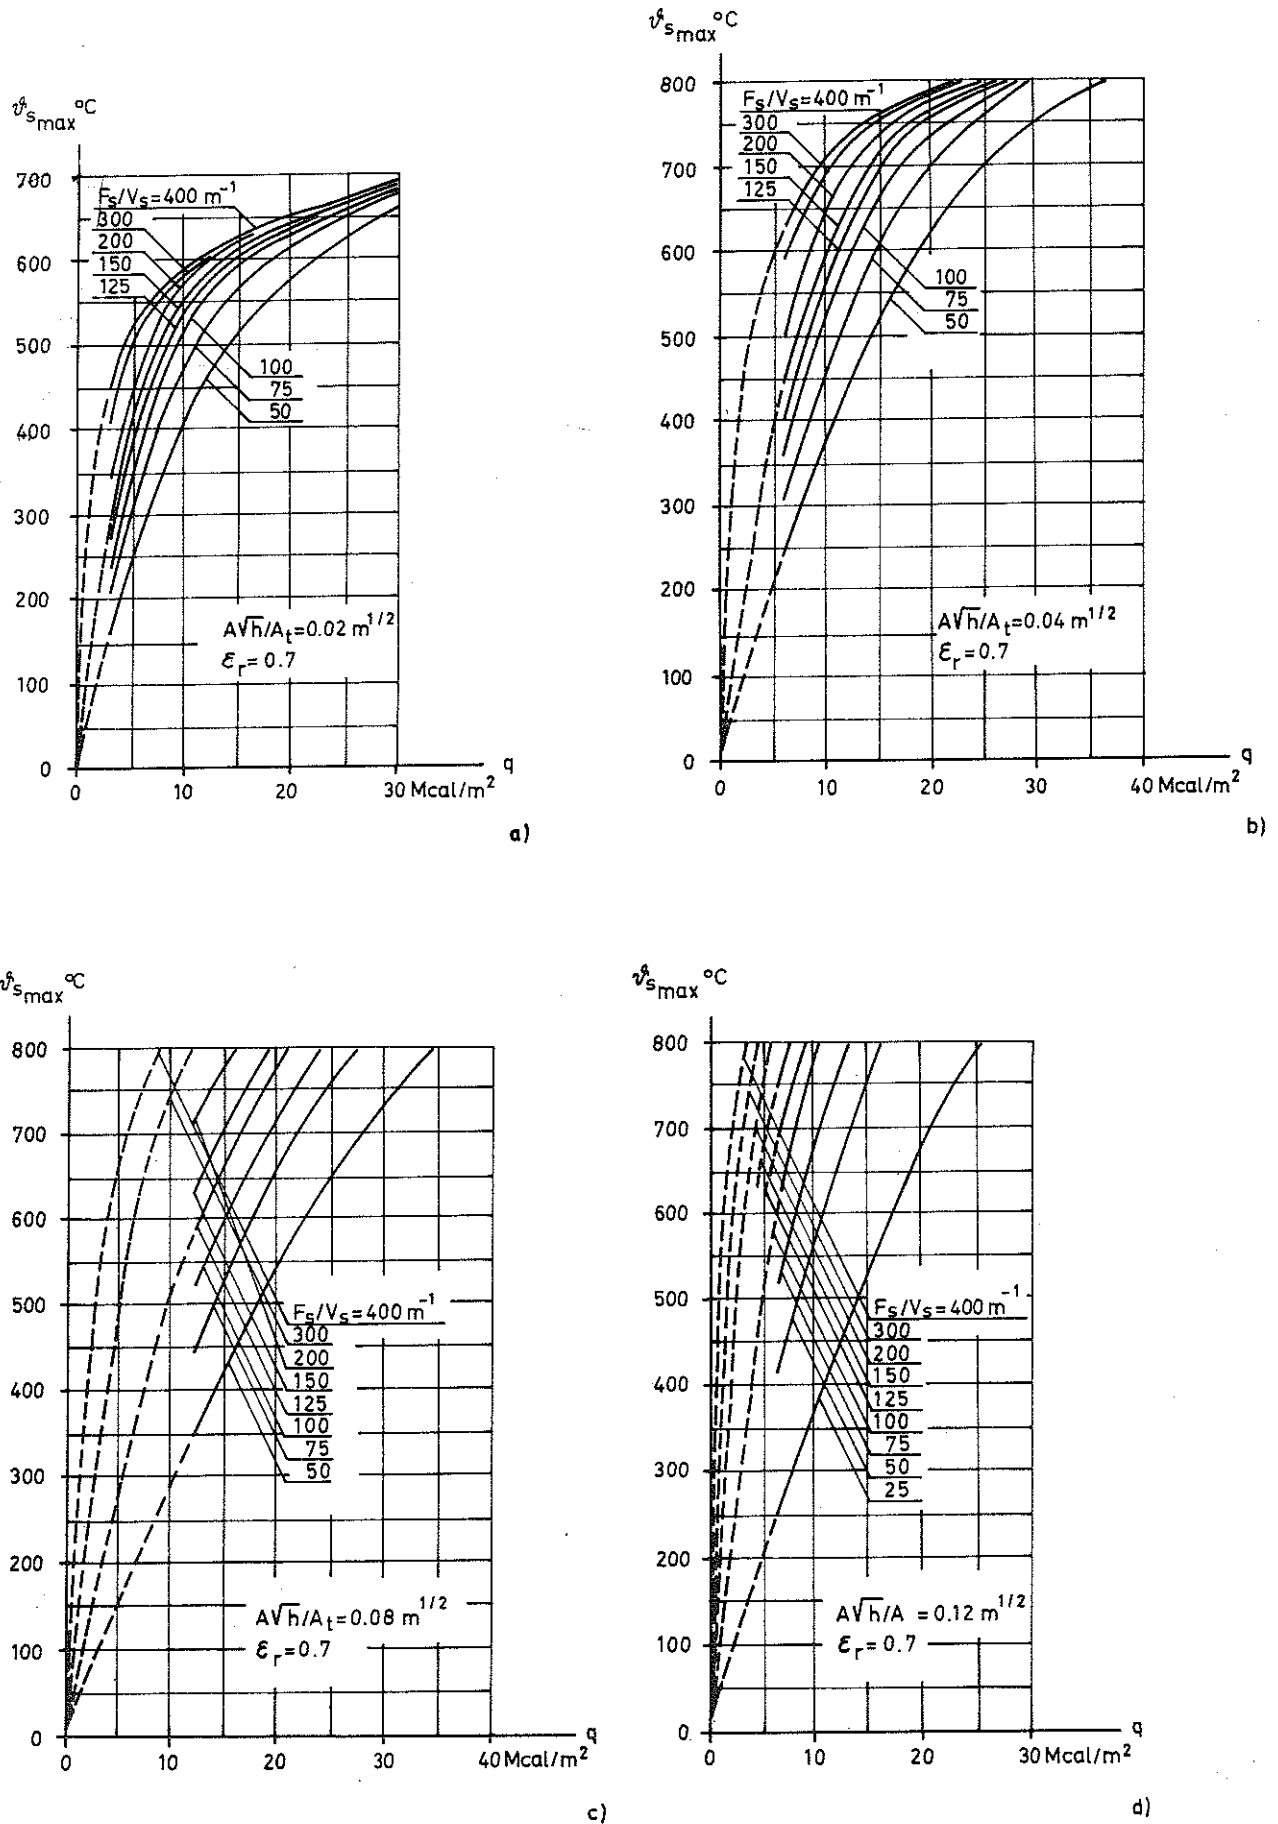 ϑs max °C
700
600
500
400
300
200
100
0
Fs/Vs=400 m⁻¹
300
200
150
125
100
75
50
A√h/At=0.02 m^1/2
εr=0.7
0
10
20
30 Mcal/m²
q
a)
ϑs max °C
800
700
600
500
400
300
200
100
0
Fs/Vs=400 m⁻¹
300
200
150
125
100
75
50
A√h/At=0.04 m^1/2
εr=0.7
0
10
20
30
40 Mcal/m²
q
b)
ϑs max °C
800
700
600
500
400
300
200
100
0
Fs/Vs=400 m⁻¹
300
200
150
125
100
75
50
A√h/At=0.08 m^1/2
εr=0.7
0
10
20
30
40 Mcal/m²
q
c)
ϑs max °C
800
700
600
500
400
300
200
100
0
Fs/Vs=400 m⁻¹
300
200
150
125
100
75
50
25
A√h/A =0.12 m^1/2
εr=0.7
0
10
20
30 Mcal/m²
q
d)